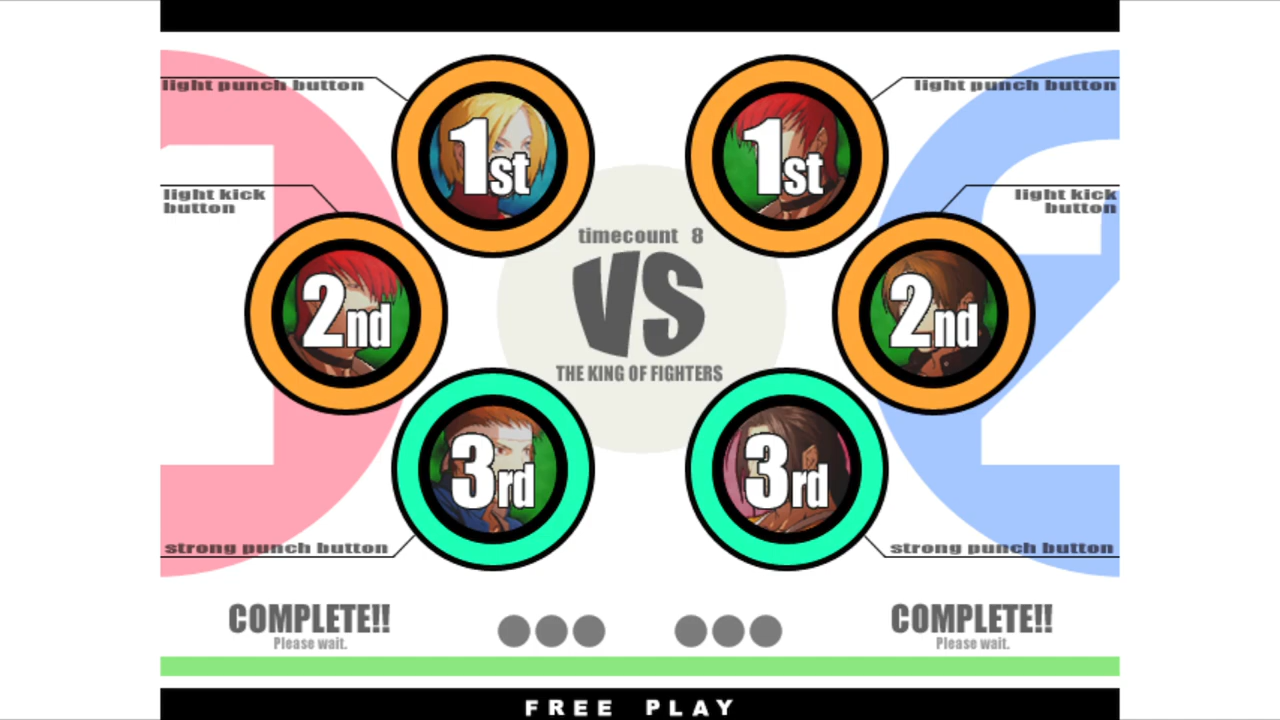 light punch button
light punch button
1st
1st
light kick
button
light kick
button
timecount 8
2nd
VS
2nd
THE KING OF FIGHTERS
3rd
3rd
strong punch button
strong punch button
COMPLETE!!
Please wait.
COMPLETE!!
Please wait.
FREE PLAY
1
2